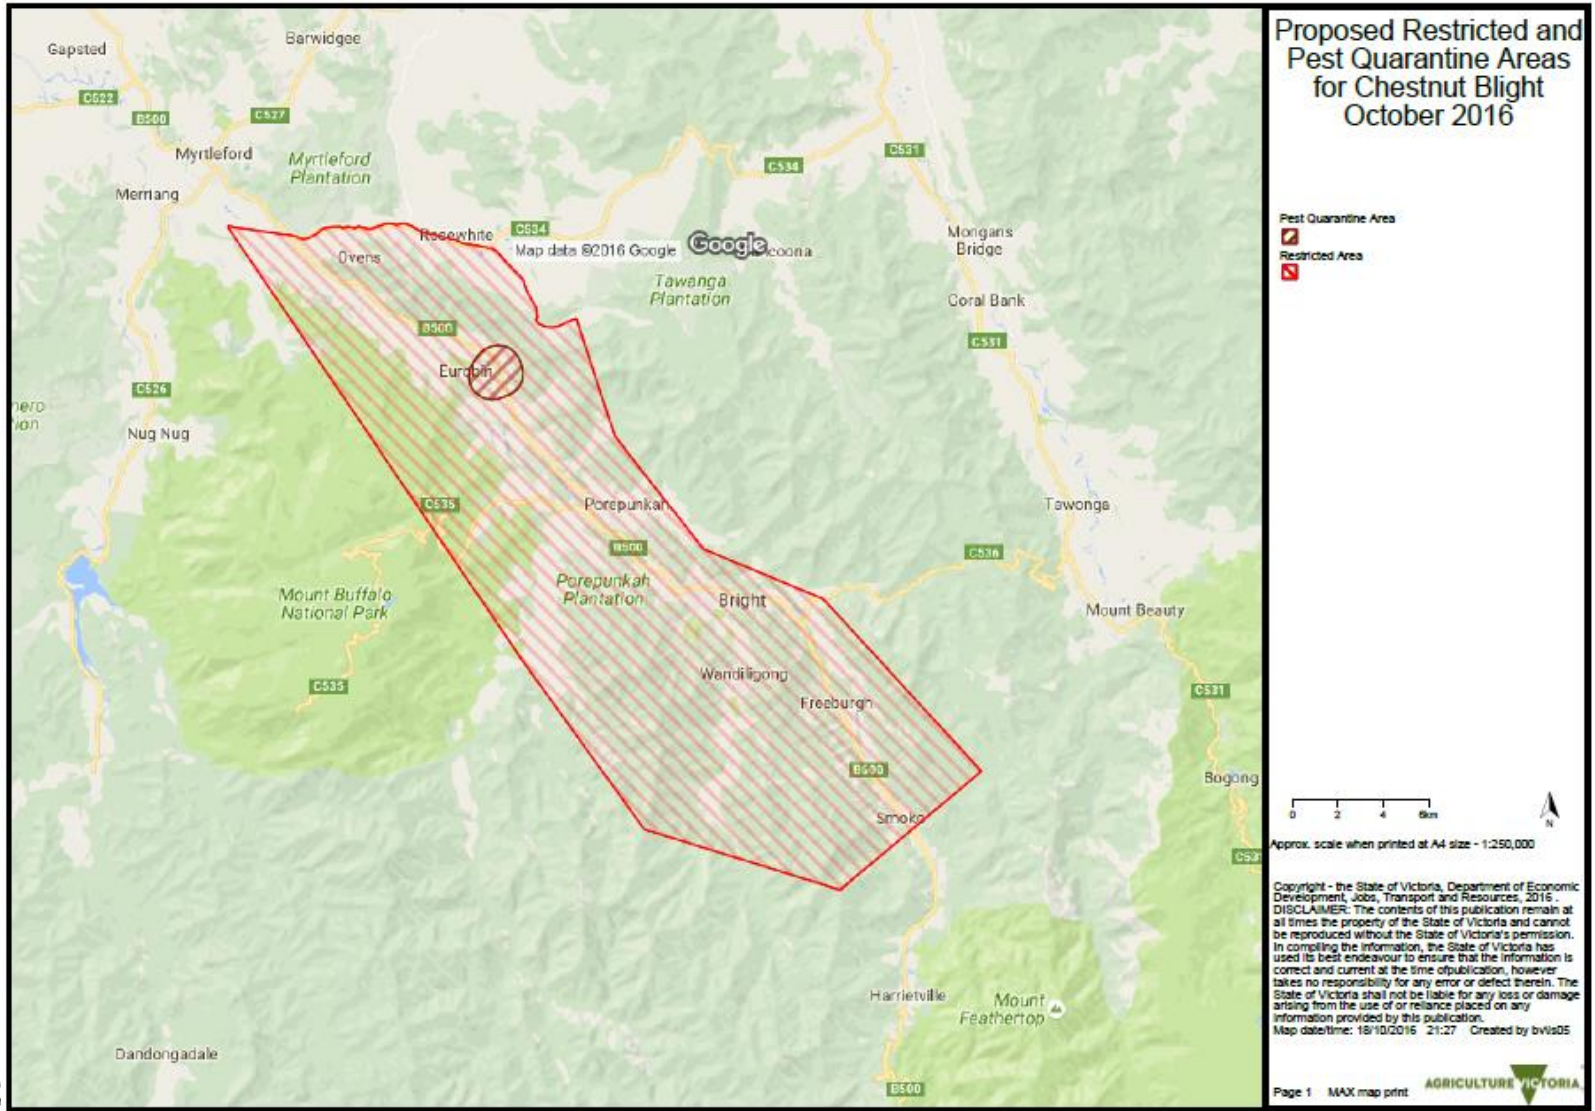 Proposed Restricted and
Pest Quarantine Areas
for Chestnut Blight
October 2016
Pest Quarantine Area
Restricted Area
0 2 4 6km
N
Approx. scale when printed at A4 size - 1:250,000
Copyright - the State of Victoria, Department of Economic
Development, Jobs, Transport and Resources, 2016 .
DISCLAIMER: The contents of this publication remain at
all times the property of the State of Victoria and cannot
be reproduced without the State of Victoria's permission.
In compiling the information, the State of Victoria has
used its best endeavour to ensure that the information is
correct and current at the time ofpublication, however
takes no responsibility for any error or defect therein. The
State of Victoria shall not be liable for any loss or damage
arising from the use of or reliance placed on any
information provided by this publication.
Map date/time: 18/10/2016 21:27 Created by bvlls05
Page 1 MAX map print
AGRICULTURE VICTORIA
Barwidgee
Gapsted
C522
B500
C527
Myrtleford
Myrtleford
Plantation
C534
C531
Merriang
Rosewhite
C534
Mongans
Bridge
Map data ©2016 Google
Google
coona
Ovens
Tawanga
Plantation
Coral Bank
B500
C531
Eurobin
C526
Nug Nug
C535
Porepunkah
Tawonga
B500
C536
Mount Buffalo
National Park
Porepunkah
Plantation
Bright
Mount Beauty
Wandiligong
C535
C531
Freeburgh
B500
Bogong
Smoko
C531
Harrietville
Mount
Feathertop
Dandongadale
B500